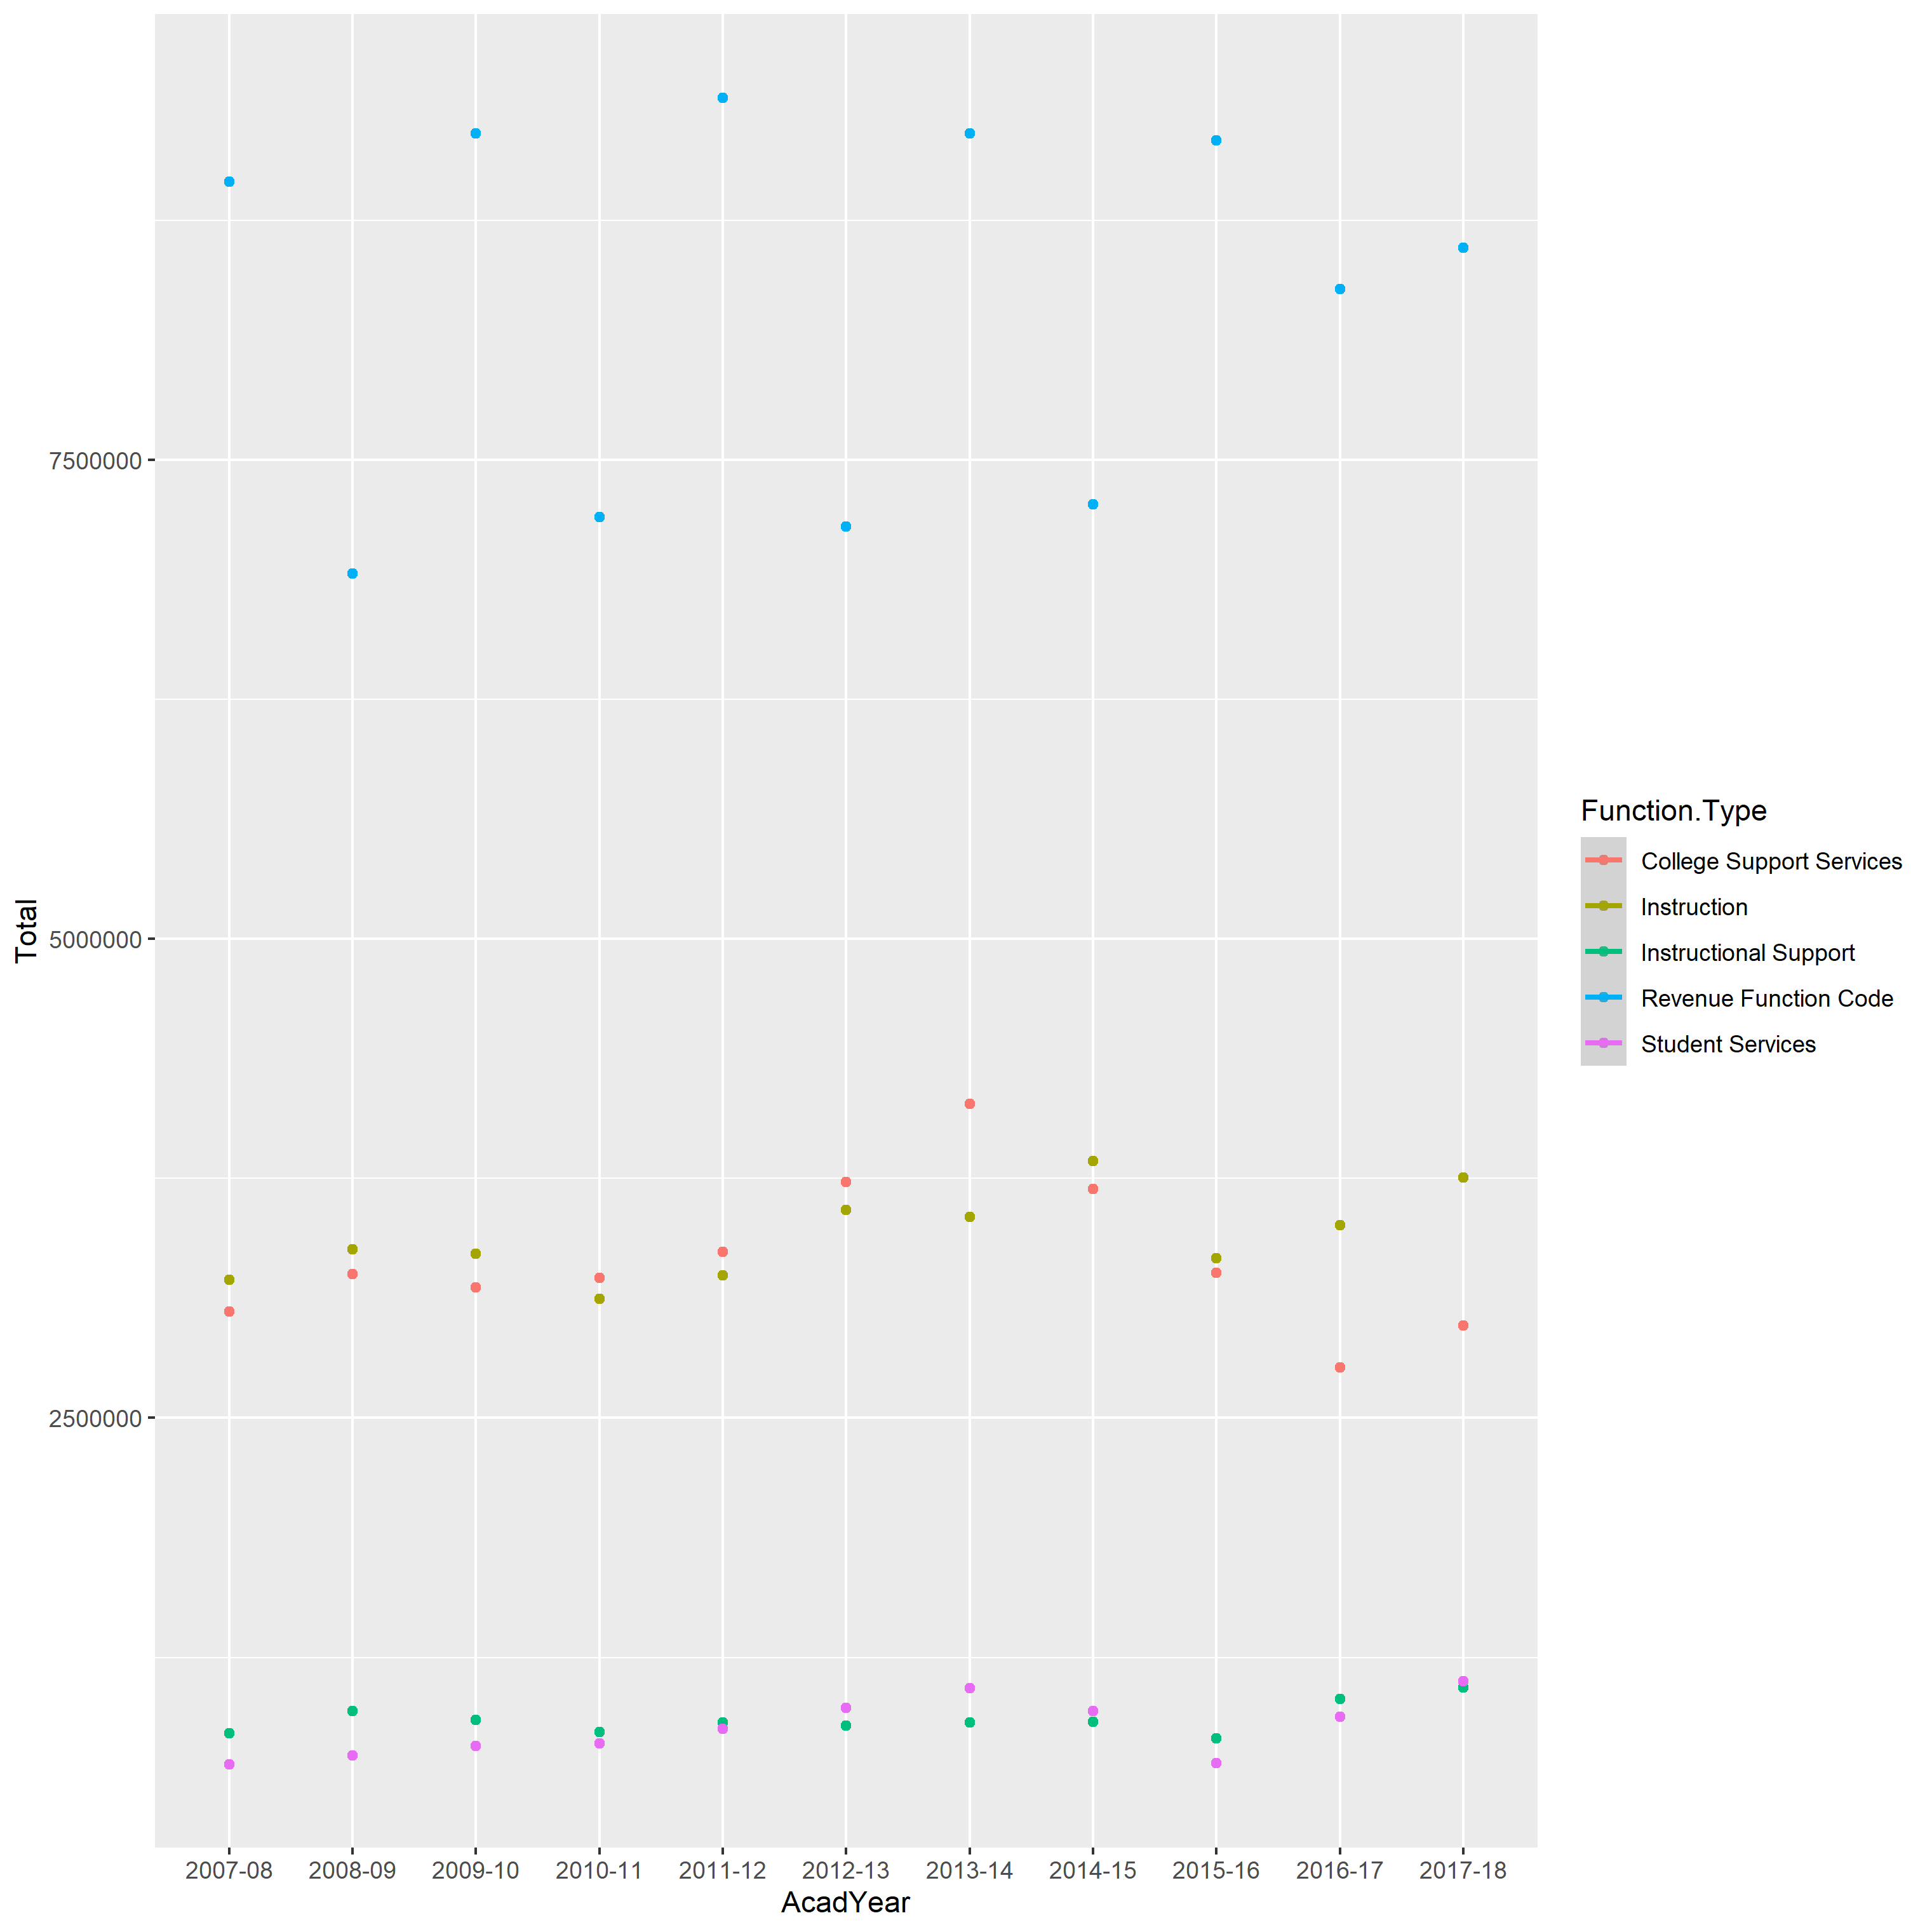 7500000
5000000
2500000
Total
2007-08 2008-09 2009-10 2010-11 2011-12 2012-13 2013-14 2014-15 2015-16 2016-17 2017-18
AcadYear
Function.Type
College Support Services
Instruction
Instructional Support
Revenue Function Code
Student Services